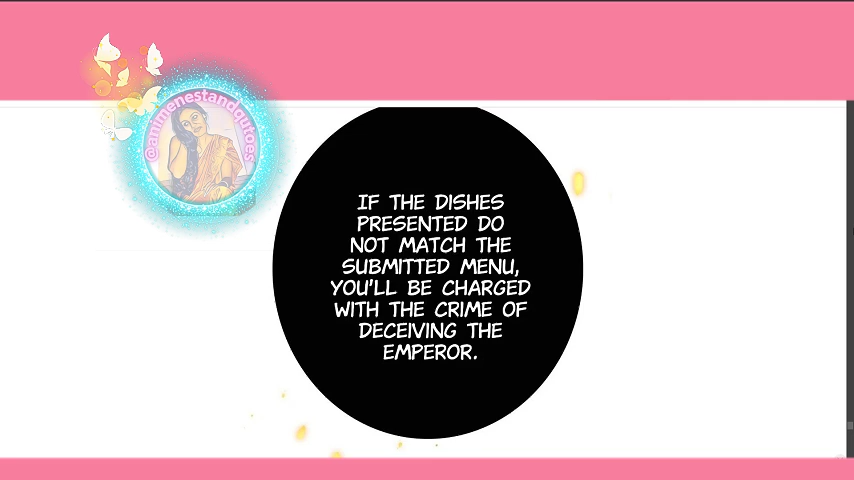 @animenestandqutoes
IF THE DISHES
PRESENTED DO
NOT MATCH THE
SUBMITTED MENU,
YOU'LL BE CHARGED
WITH THE CRIME OF
DECEIVING THE
EMPEROR.